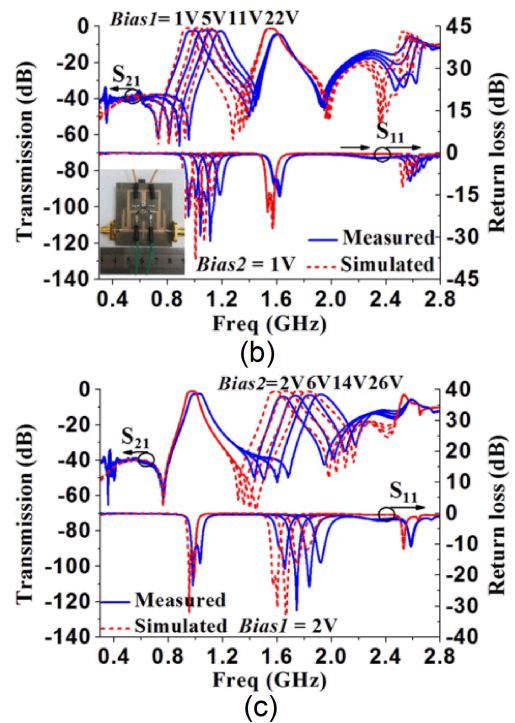 Bias1 = 1V 5V 11V 22V
0
-20
-40
-60
-80
-100
-120
-140
Transmission (dB)
45
30
15
0
-15
-30
-45
Return loss (dB)
S21
S11
Measured
Simulated
Bias2 = 1V
0.4 0.8 1.2 1.6 2.0 2.4 2.8
Freq (GHz)
(b)
Bias2=2V 6V 14V 26V
0
-20
-40
-60
-80
-100
-120
-140
Transmission (dB)
40
30
20
10
0
-10
-20
-30
40
Return loss (dB)
S21
S11
Measured
Simulated
Bias1 = 2V
0.4 0.8 1.2 1.6 2.0 2.4 2.8
Freq (GHz)
(c)